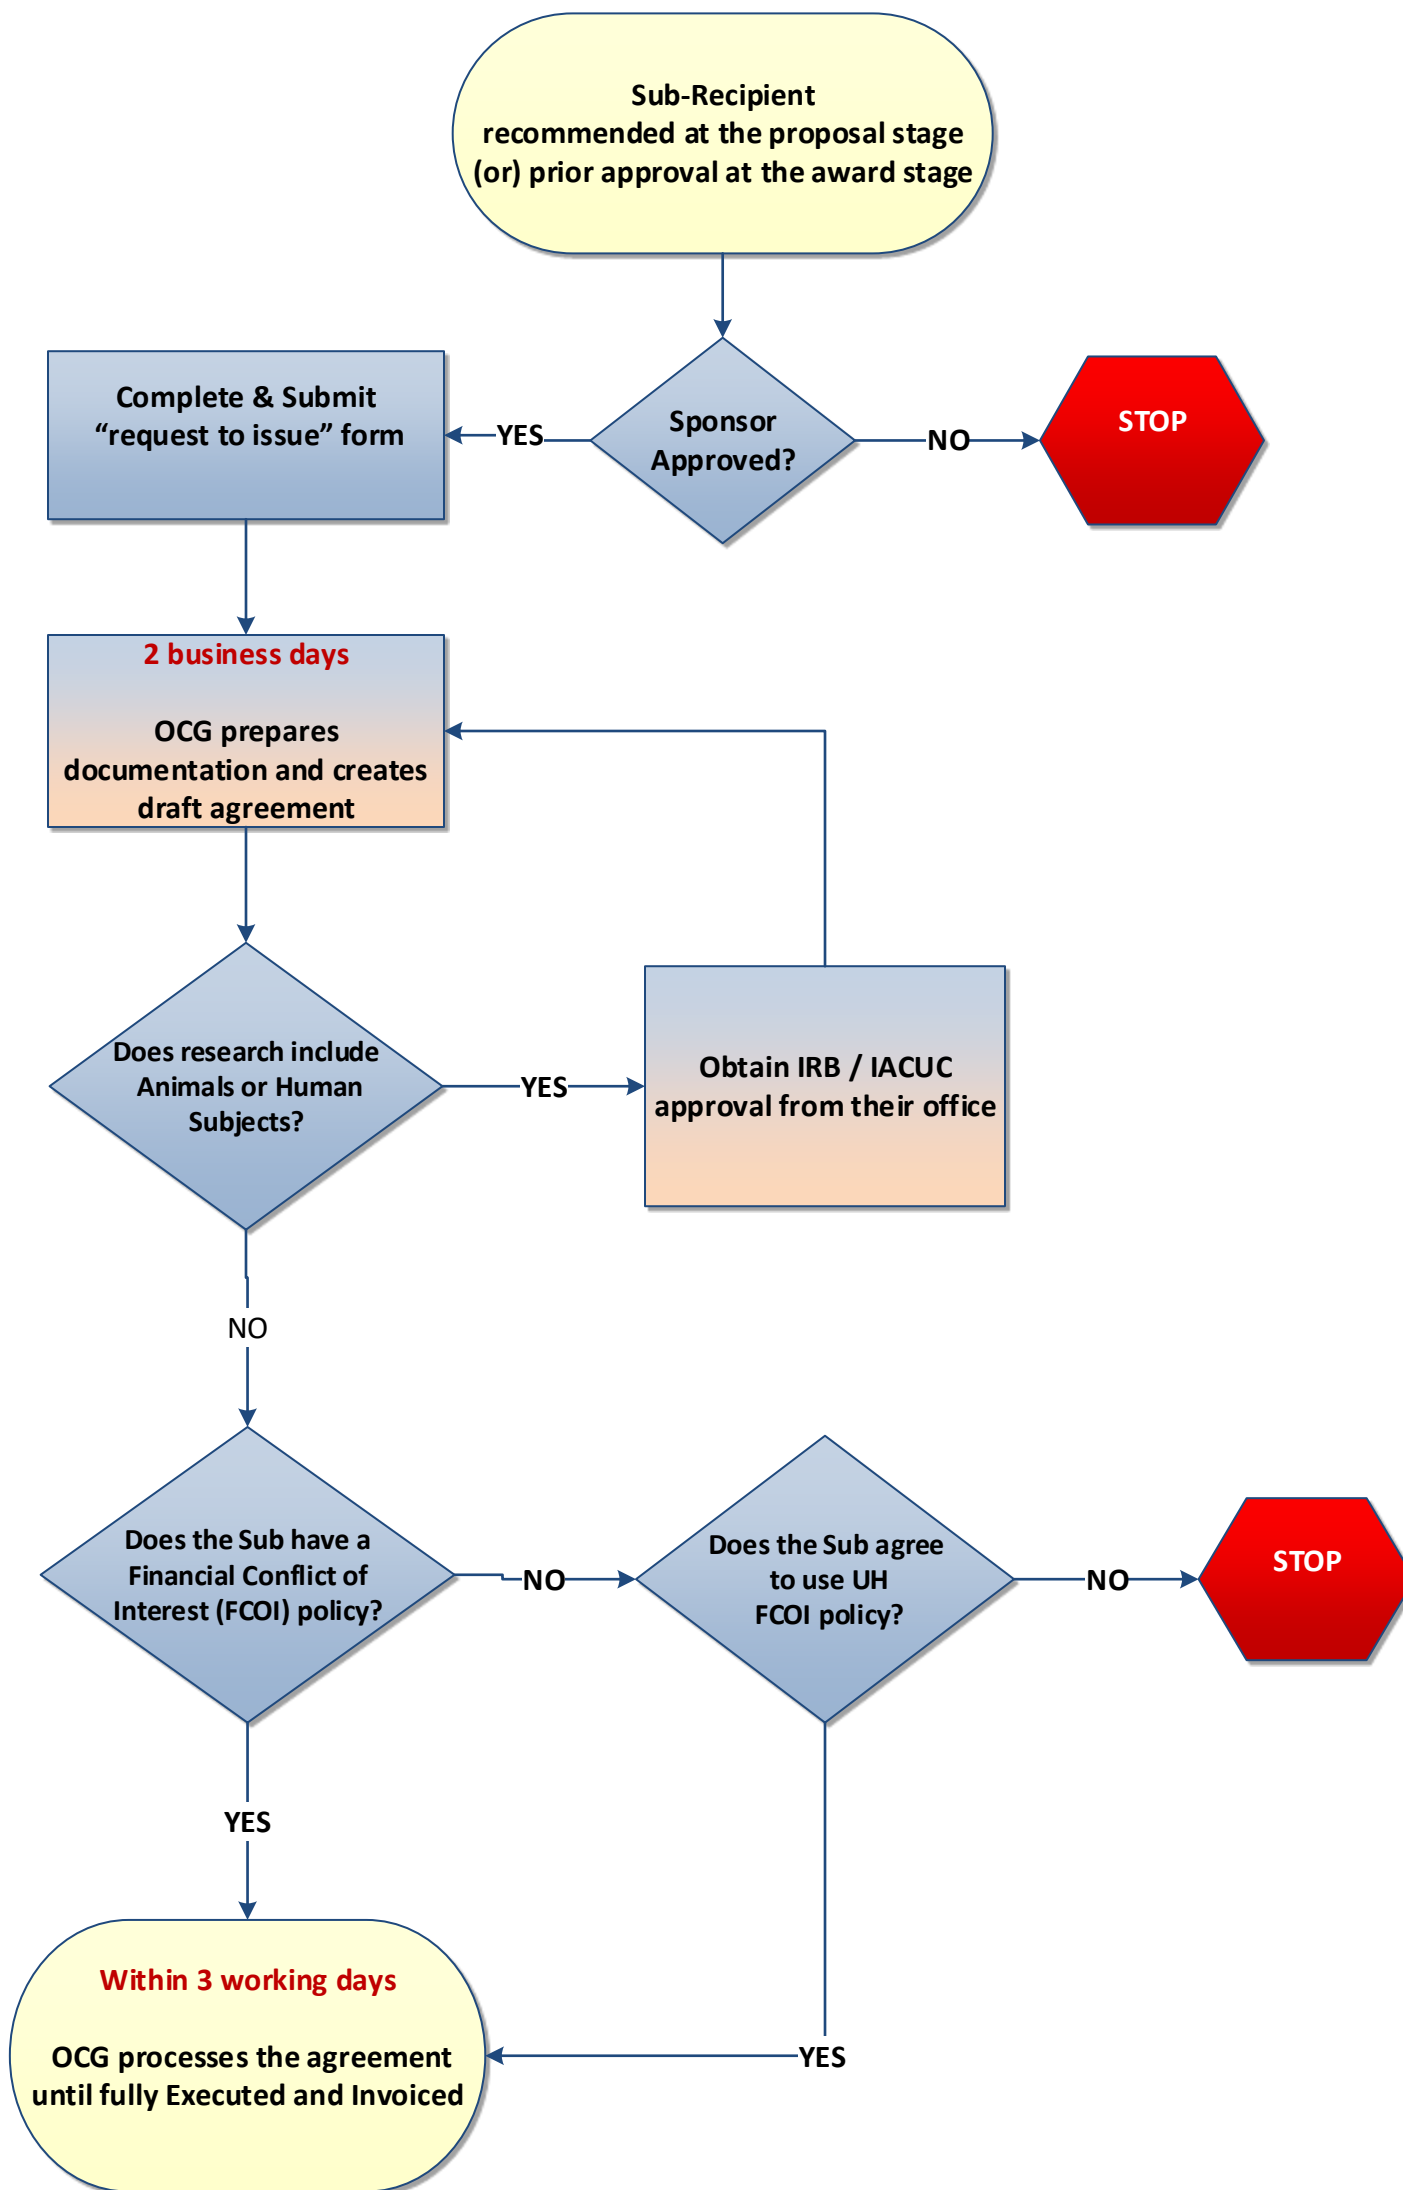 Sub-Recipient
recommended at the proposal stage
(or) prior approval at the award stage
Complete & Submit
“request to issue” form
YES
Sponsor
Approved?
NO
STOP
2 business days
OCG prepares
documentation and creates
draft agreement
Does research include
Animals or Human
Subjects?
YES
Obtain IRB / IACUC
approval from their office
NO
Does the Sub have a
Financial Conflict of
Interest (FCOI) policy?
NO
Does the Sub agree
to use UH
FCOI policy?
NO
STOP
YES
Within 3 working days
OCG processes the agreement
until fully Executed and Invoiced
YES